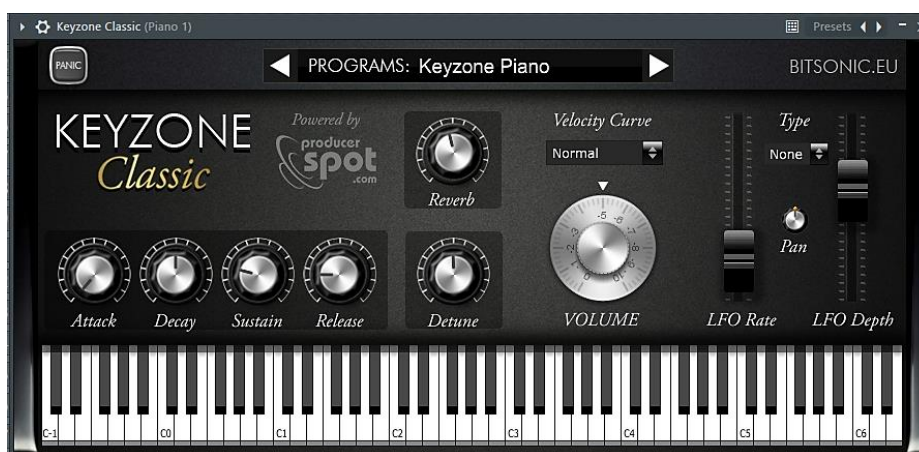 Keyzone Classic (Piano 1) Presets
PANIC PROGRAMS: Keyzone Piano BITSONIC.EU
KEYZONE
Classic
Powered by
producer
spot
.com
Reverb
Velocity Curve
Normal
Type
None
Pan
Attack Decay Sustain Release Detune VOLUME LFO Rate LFO Depth
C-1 C0 C1 C2 C3 C4 C5 C6